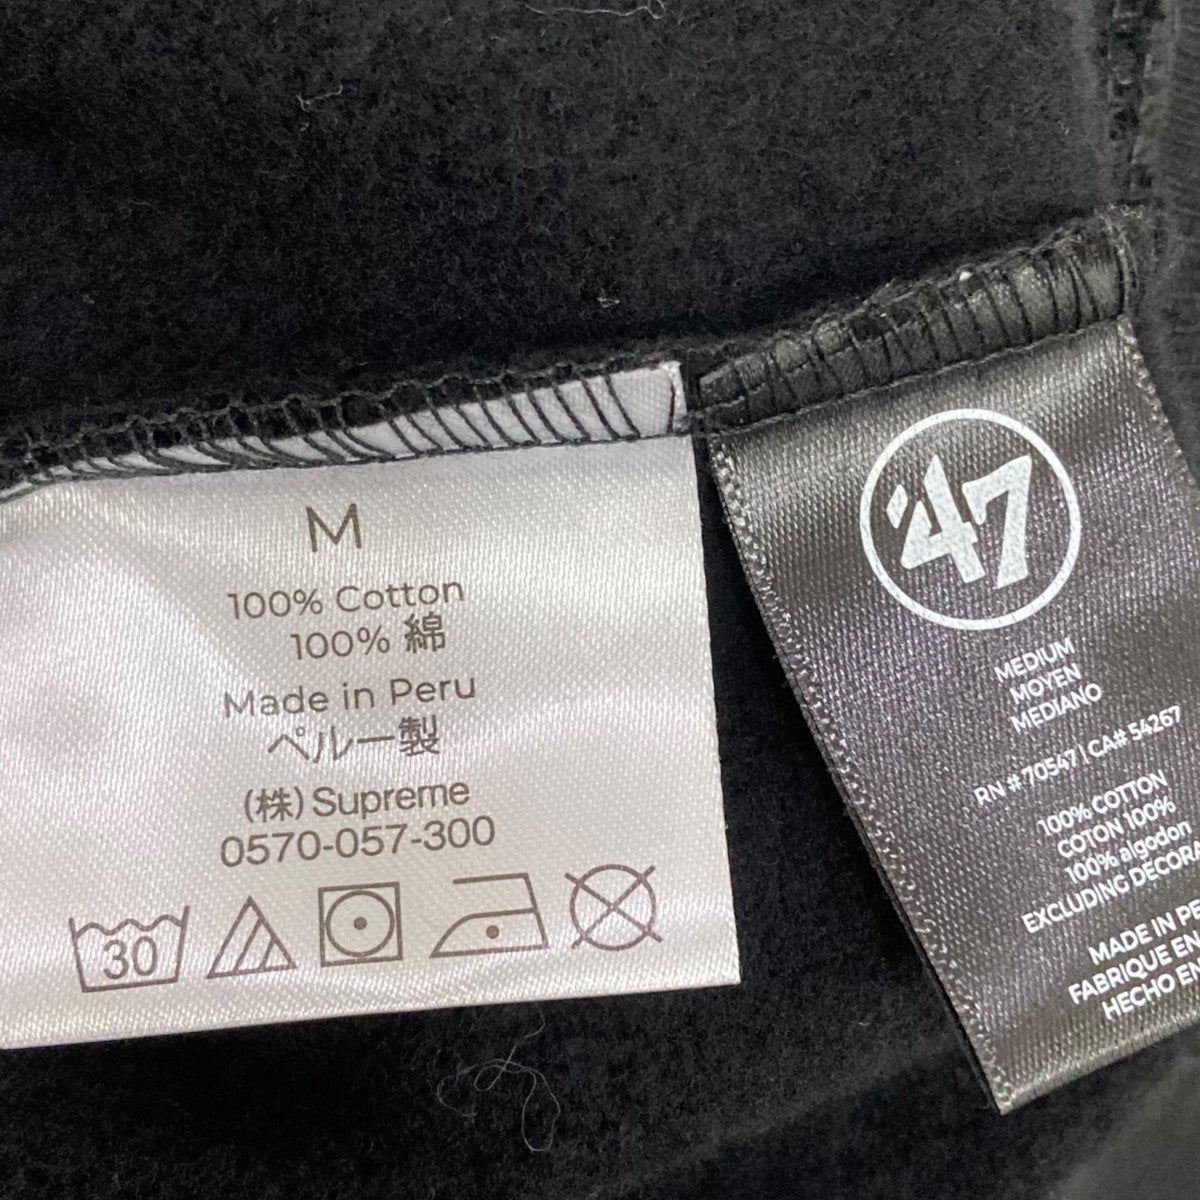 M
100% Cotton
100% 綿
Made in Peru
ペルー製
(株) Supreme
0570-057-300
30
'47
MEDIUM
MOYEN
MEDIANO
RN # 70547 | CA# 54267
100% COTTON
COTON 100%
100% algodon
EXCLUDING DECORA
MADE IN PE
FABRIQUE EN
HECHO EN